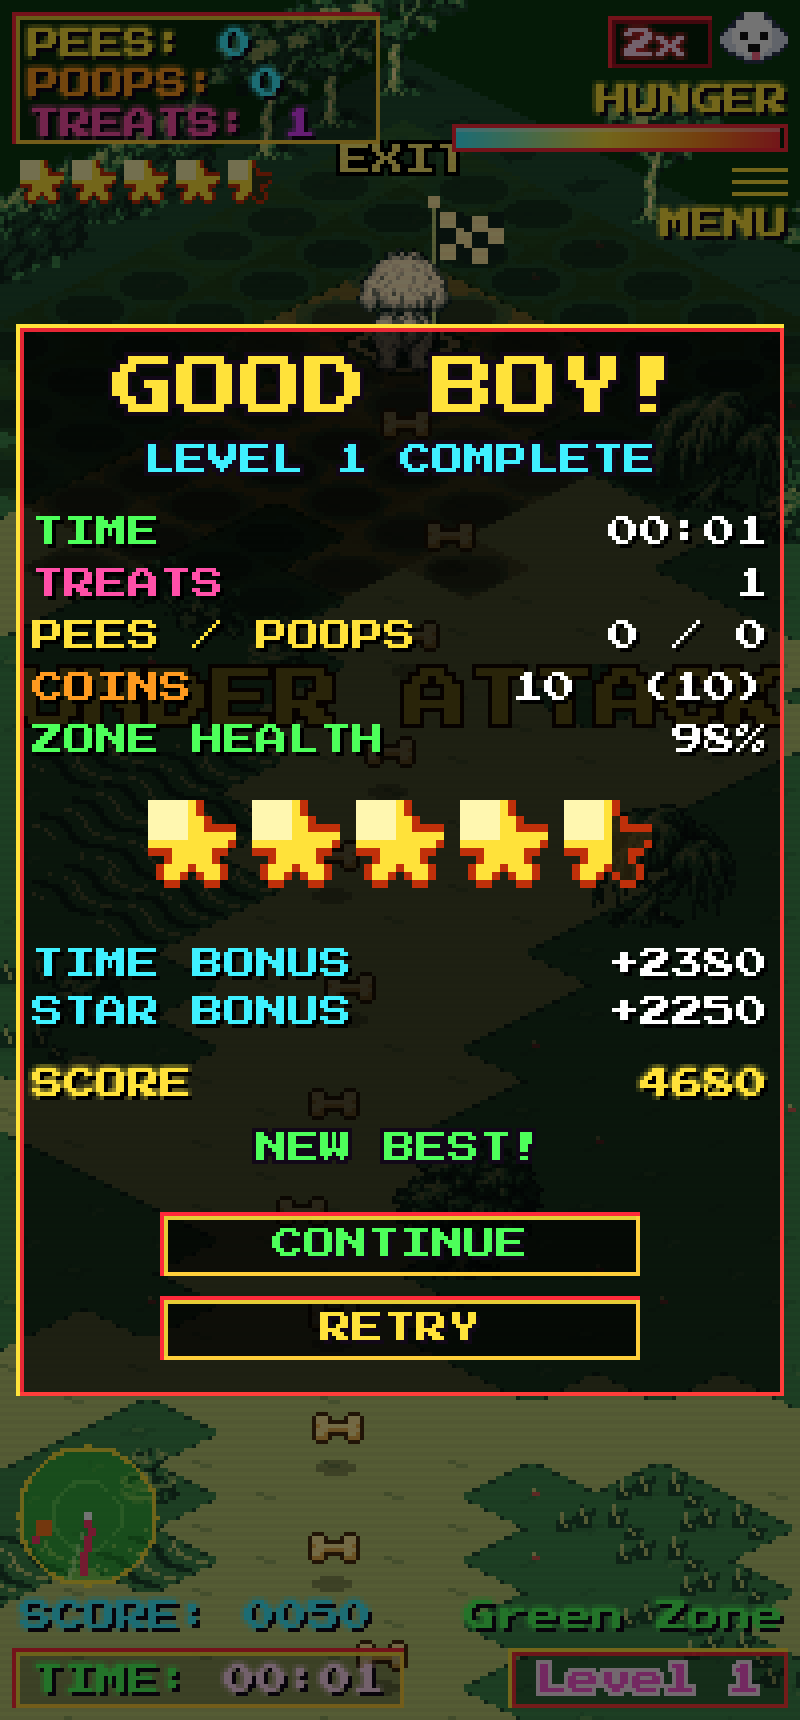 PEES: 0
POOPS: 0
TREATS: 1
2x
HUNGER
EXIT
MENU
GOOD BOY!
LEVEL 1 COMPLETE
TIME 00:01
TREATS 1
PEES / POOPS 0 / 0
UNDER ATTACK
COINS 10 (10)
ZONE HEALTH 98%
TIME BONUS +2380
STAR BONUS +2250
SCORE 4680
NEW BEST!
CONTINUE
RETRY
SCORE: 0050
Green Zone
TIME: 00:01
Level 1